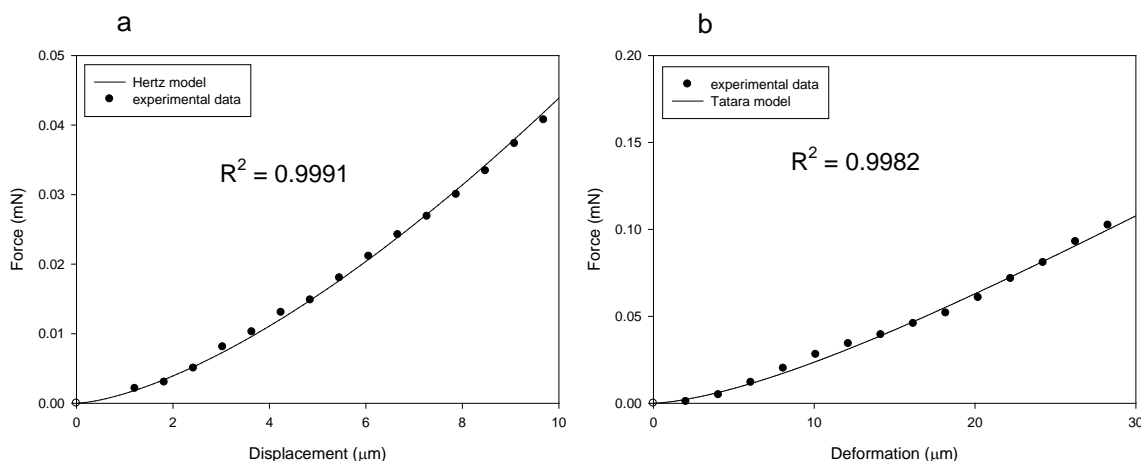 a
Hertz model
experimental data
R² = 0.9991
Force (mN)
0.05
0.04
0.03
0.02
0.01
0.00
0 2 4 6 8 10
Displacement (μm)
b
experimental data
Tatara model
R² = 0.9982
Force (mN)
0.20
0.15
0.10
0.05
0.00
0 10 20 30
Deformation (μm)